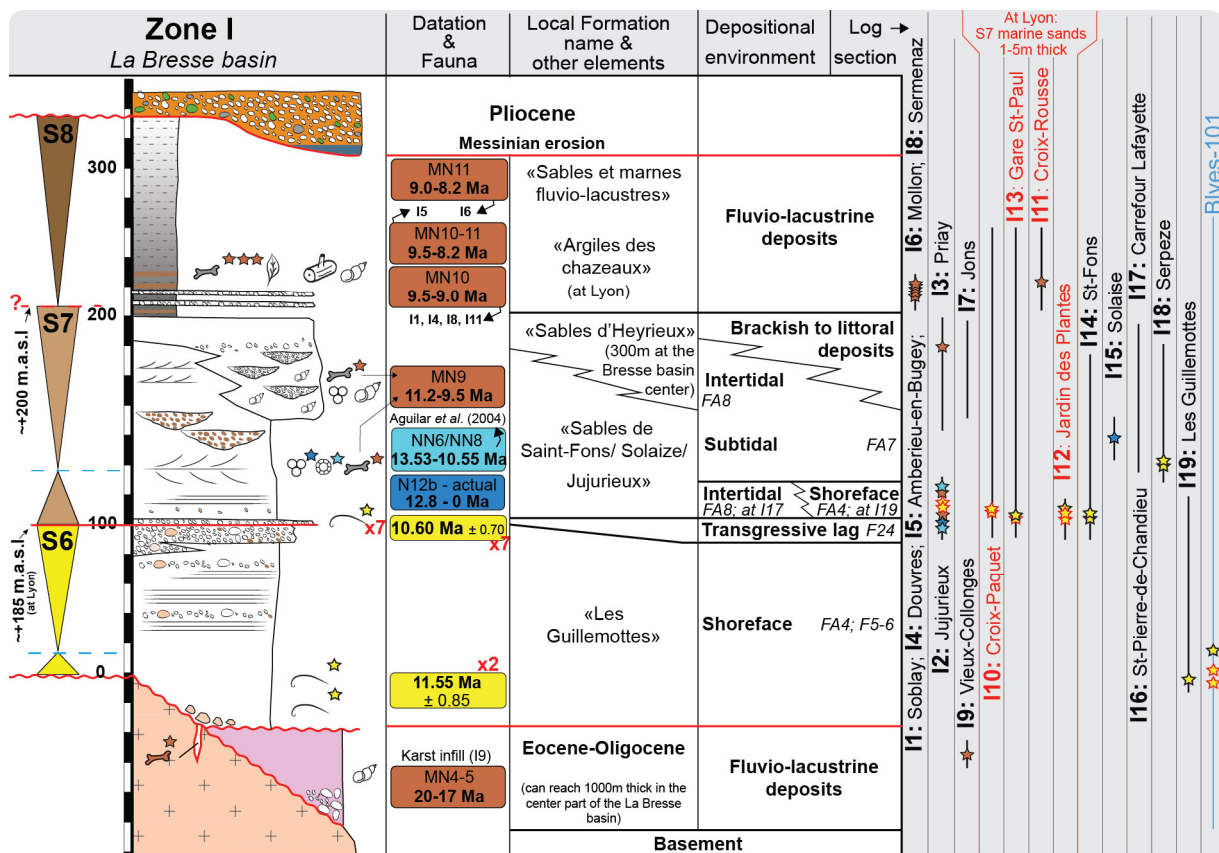 Zone I
La Bresse basin
Datation
&
Fauna
Local Formation
name &
other elements
Depositional
environment
Log →
section
At Lyon:
S7 marine sands
1-5m thick
S8
S7
S6
?
~+200 m.a.s.l
~+185 m.a.s.l
(at Lyon)
300
200
100
0
Pliocene
Messinian erosion
MN11
9.0-8.2 Ma
I5
I6
MN10-11
9.5-8.2 Ma
MN10
9.5-9.0 Ma
I1, I4, I8, I11
MN9
11.2-9.5 Ma
Aguilar et al. (2004)
NN6/NN8
13.53-10.55 Ma
N12b - actual
12.8 - 0 Ma
x7
10.60 Ma ± 0.70
x7
x2
11.55 Ma
± 0.85
Karst infill (I9)
MN4-5
20-17 Ma
«Sables et marnes
fluvio-lacustres»
«Argiles des
chazeaux»
(at Lyon)
«Sables d'Heyrieux»
(300m at the
Bresse basin
center)
«Sables de
Saint-Fons/ Solaize/
Jujurieux»
«Les
Guillemottes»
Eocene-Oligocene
(can reach 1000m thick in the
center part of the La Bresse
basin)
Fluvio-lacustrine
deposits
Brackish to littoral
deposits
Intertidal
FA8
Subtidal
FA7
Intertidal
FA8; at I17
Shoreface
FA4; at I19
Transgressive lag F24
Shoreface
FA4; F5-6
Fluvio-lacustrine
deposits
Basement
I1: Soblay; I4: Douvres; I5: Amberieu-en-Bugey; I6: Mollon; I8: Sermenaz
I2: Jujurieux
I3: Priay
I9: Vieux-Collonges
I7: Jons
I10: Croix-Paquet
I13: Gare St-Paul
I11: Croix-Rousse
I12: Jardin des Plantes
I14: St-Fons
I15: Solaise
I16: St-Pierre-de-Chandieu
I17: Carrefour Lafayette
I18: Serpeze
I19: Les Guillemottes
Blyes-101